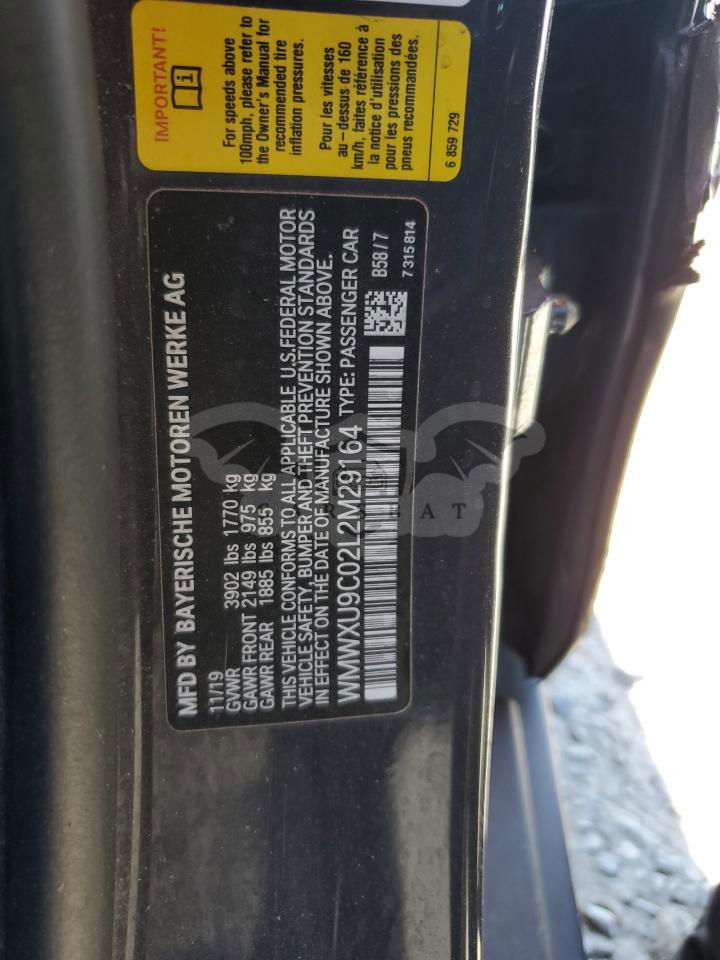 MFD BY BAYERISCHE MOTOREN WERKE AG
11/19
GVWR 3902 lbs 1770 kg
GAWR FRONT 2149 lbs 975 kg
GAWR REAR 1885 lbs 855 kg
THIS VEHICLE CONFORMS TO ALL APPLICABLE U.S.FEDERAL MOTOR
VEHICLE SAFETY, BUMPER AND THEFT PREVENTION STANDARDS
IN EFFECT ON THE DATE OF MANUFACTURE SHOWN ABOVE.
WMWXU9C02L2M29164 TYPE: PASSENGER CAR
B58/7
7315814
IMPORTANT!
For speeds above
100mph, please refer to
the Owner's Manual for
recommended tire
inflation pressures.
Pour les vitesses
au-dessus de 160
km/h, faites référence à
la notice d'utilisation
pour les pressions des
pneus recommandées.
6 859 729